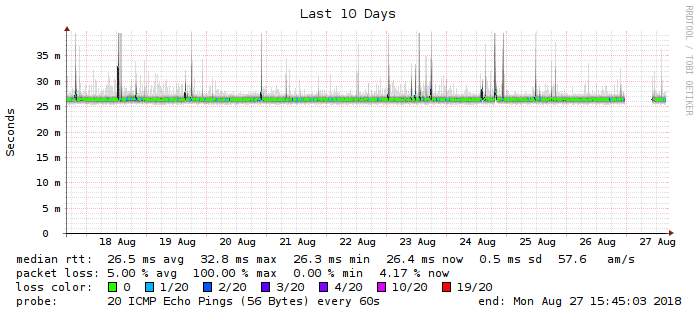 Last 10 Days
RRDTOOL / TOBI OETIKER
Seconds
35 m
30 m
25 m
20 m
15 m
10 m
5 m
0
18 Aug 19 Aug 20 Aug 21 Aug 22 Aug 23 Aug 24 Aug 25 Aug 26 Aug 27 Aug
median rtt: 26.5 ms avg 32.8 ms max 26.3 ms min 26.4 ms now 0.5 ms sd 57.6 am/s
packet loss: 5.00 % avg 100.00 % max 0.00 % min 4.17 % now
loss color: 0 1/20 2/20 3/20 4/20 10/20 19/20
probe: 20 ICMP Echo Pings (56 Bytes) every 60s end: Mon Aug 27 15:45:03 2018